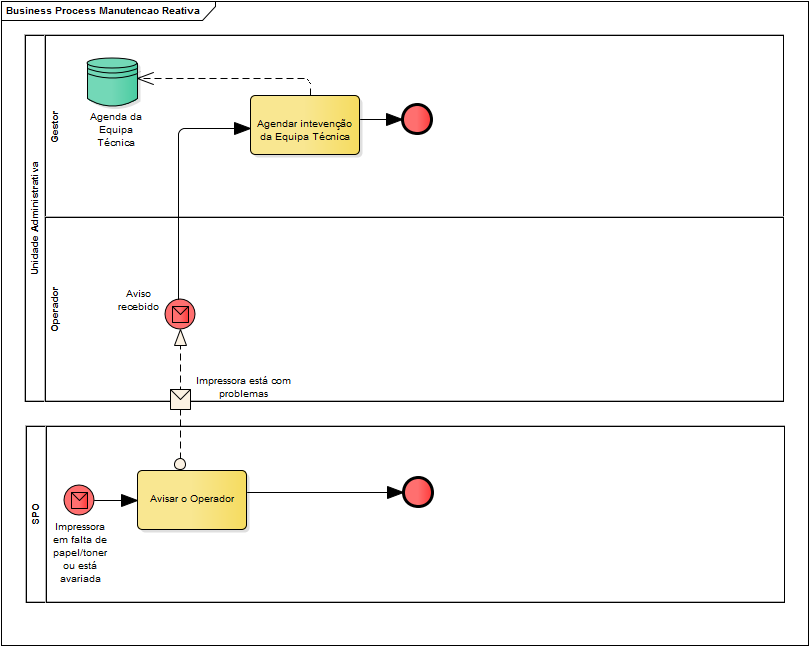 Business Process Manutencao Reativa
Unidade Administrativa
Gestor
Agenda da
Equipa
Técnica
Agendar intevenção
da Equipa Técnica
Operador
Aviso
recebido
Impressora está com
problemas
SPO
Avisar o Operador
Impressora
em falta de
papel/toner
ou está
avariada